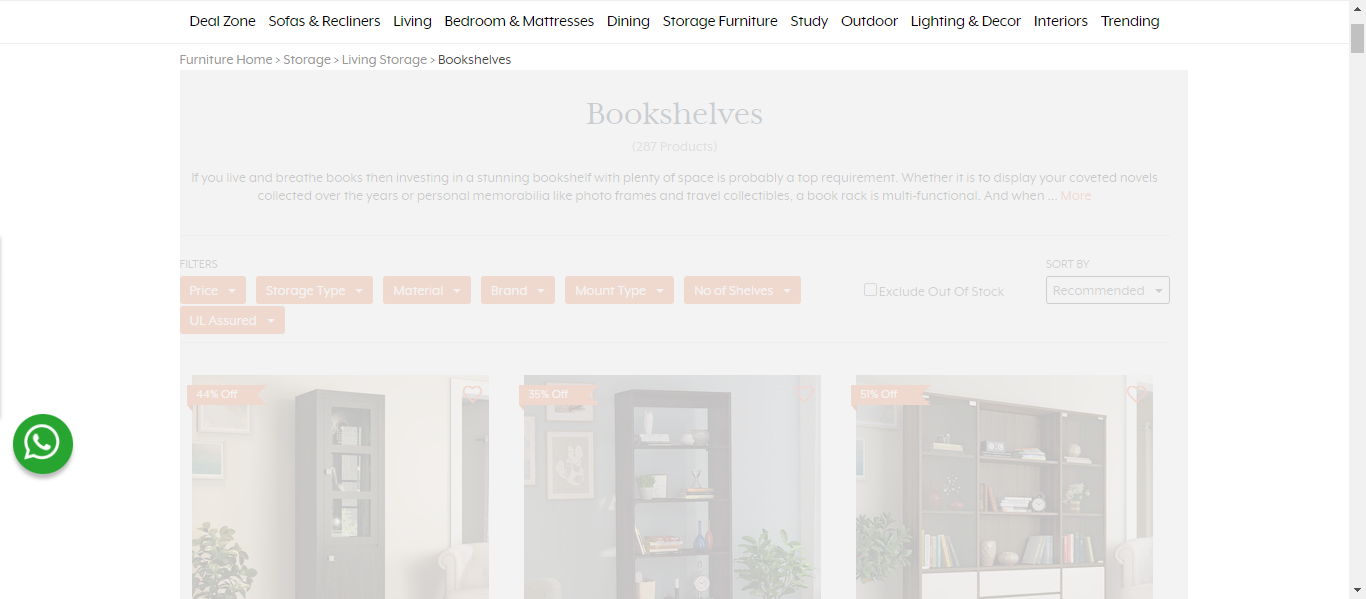 Deal Zone Sofas & Recliners Living Bedroom & Mattresses Dining Storage Furniture Study Outdoor Lighting & Decor Interiors Trending
Furniture Home > Storage > Living Storage > Bookshelves
Bookshelves
(287 Products)
If you live and breathe books then investing in a stunning bookshelf with plenty of space is probably a top requirement. Whether it is to display your coveted novels
collected over the years or personal memorabilia like photo frames and travel collectibles, a book rack is multi-functional. And when ... More
FILTERS
SORT BY
Price Storage Type Material Brand Mount Type No of Shelves Exclude Out Of Stock Recommended
UL Assured
44% Off 35% Off 51% Off